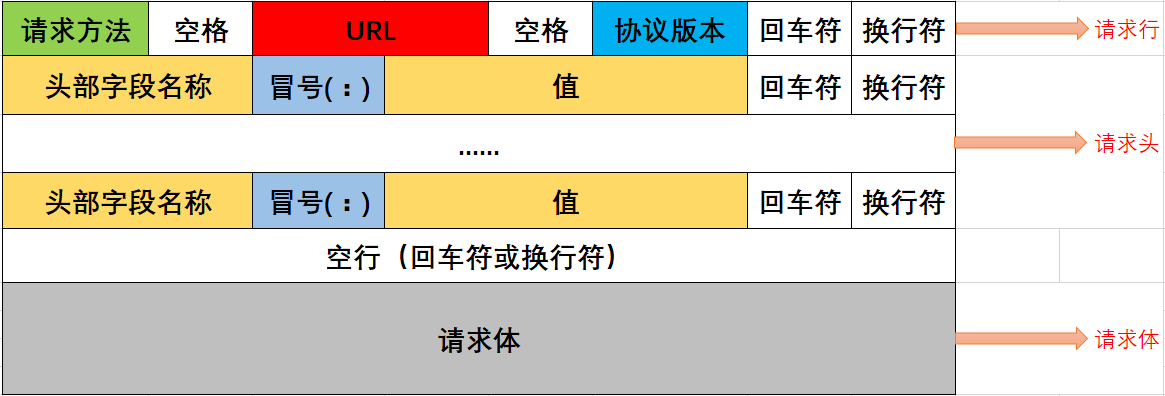 请求方法 空格 URL 空格 协议版本 回车符 换行符 请求行
头部字段名称 冒号(：) 值 回车符 换行符
...... 请求头
头部字段名称 冒号(：) 值 回车符 换行符
空行（回车符或换行符）
请求体 请求体